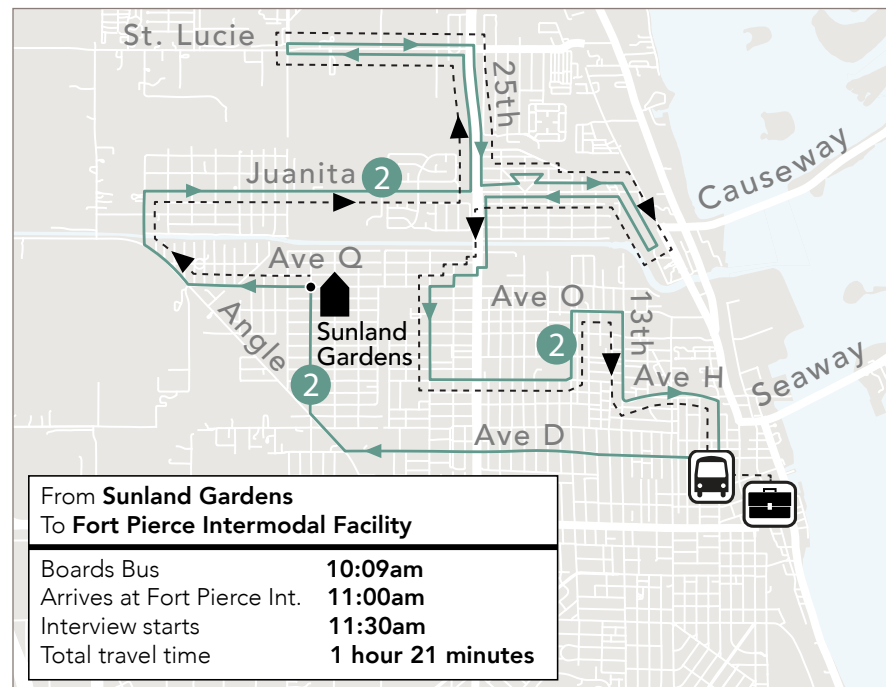 St. Lucie
25th
Juanita
2
Causeway
Ave Q
Angle
Sunland
Gardens
Ave O
13th
2
2
Ave H
Seaway
Ave D
From Sunland Gardens
To Fort Pierce Intermodal Facility
Boards Bus 10:09am
Arrives at Fort Pierce Int. 11:00am
Interview starts 11:30am
Total travel time 1 hour 21 minutes